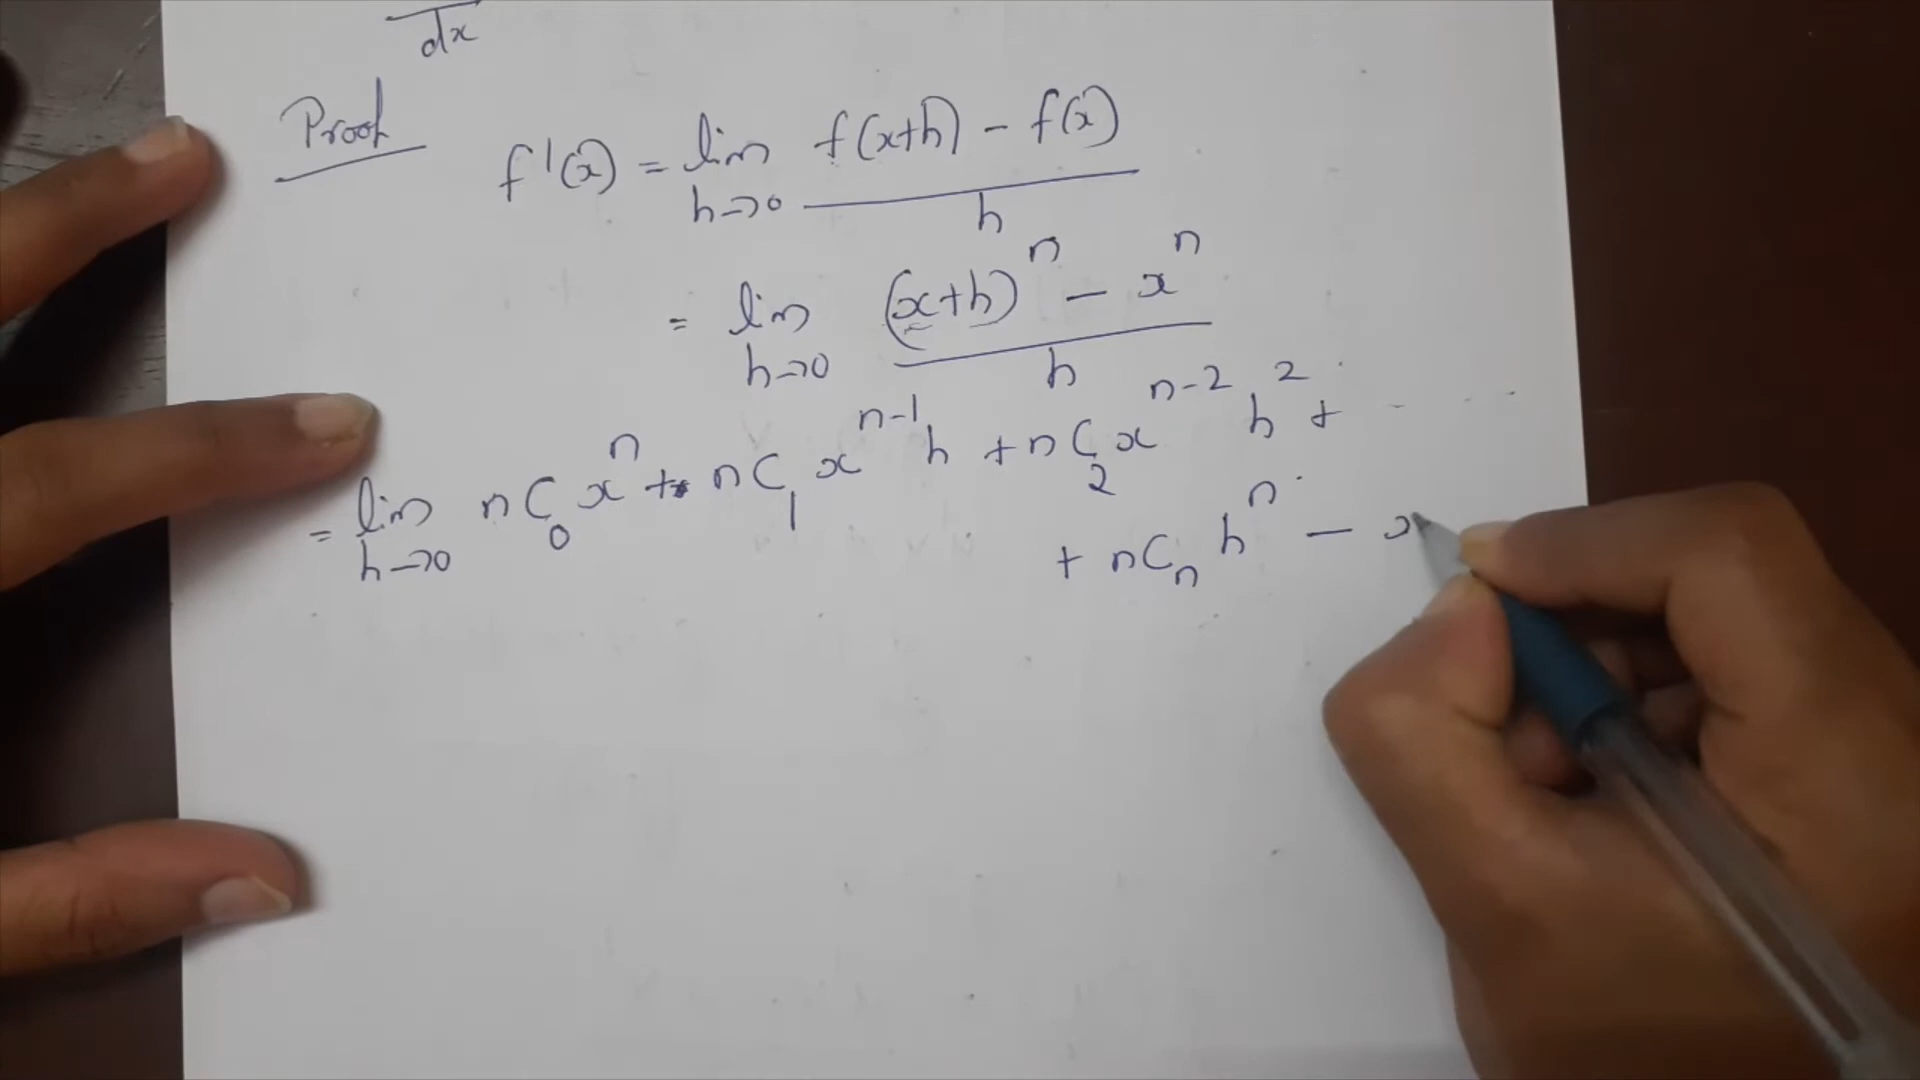 dx
Proof
f'(x) = lim h→0 f(x+h) - f(x) / h
= lim h→0 (x+h)^n - x^n / h
= lim h→0 nC0 x^n + nC1 x^n-1 h + nC2 x^n-2 h^2 + - - - -
+ nCn h^n - x